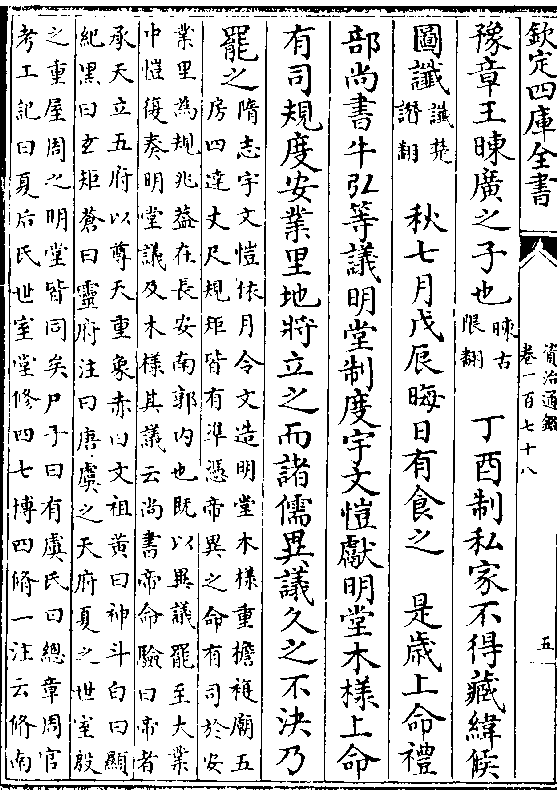 欽定四庫全書
資治通鑑
卷一百七十八
五
豫章王暕廣之子也暕古限翻 丁酉制私家不得藏緯候
圖讖讖楚譖翻 秋七月戊辰晦日有食之 是歲上命禮
部尚書牛弘等議明堂制度宇文愷獻明堂木樣上命
有司規度安業里地將立之而諸儒異議久之不決乃
罷之隋志宇文愷依月令文造明堂木樣重檐複廟五
房四達丈尺規矩皆有準憑帝異之命有司於安
業里為規兆蓋在長安南郭内也既以異議罷至大業
中愷復奏明堂議及木樣其議云尚書帝命驗曰帝者
承天立五府以尊天重象赤曰文祖黄曰神斗白曰顯
紀黑曰玄矩蒼曰靈府注曰唐虞之天府夏之世室殷
之重屋周之明堂皆同矣尸子曰有虞氏曰總章周官
考工記曰夏后氏世室堂修四七博四脩一注云脩南